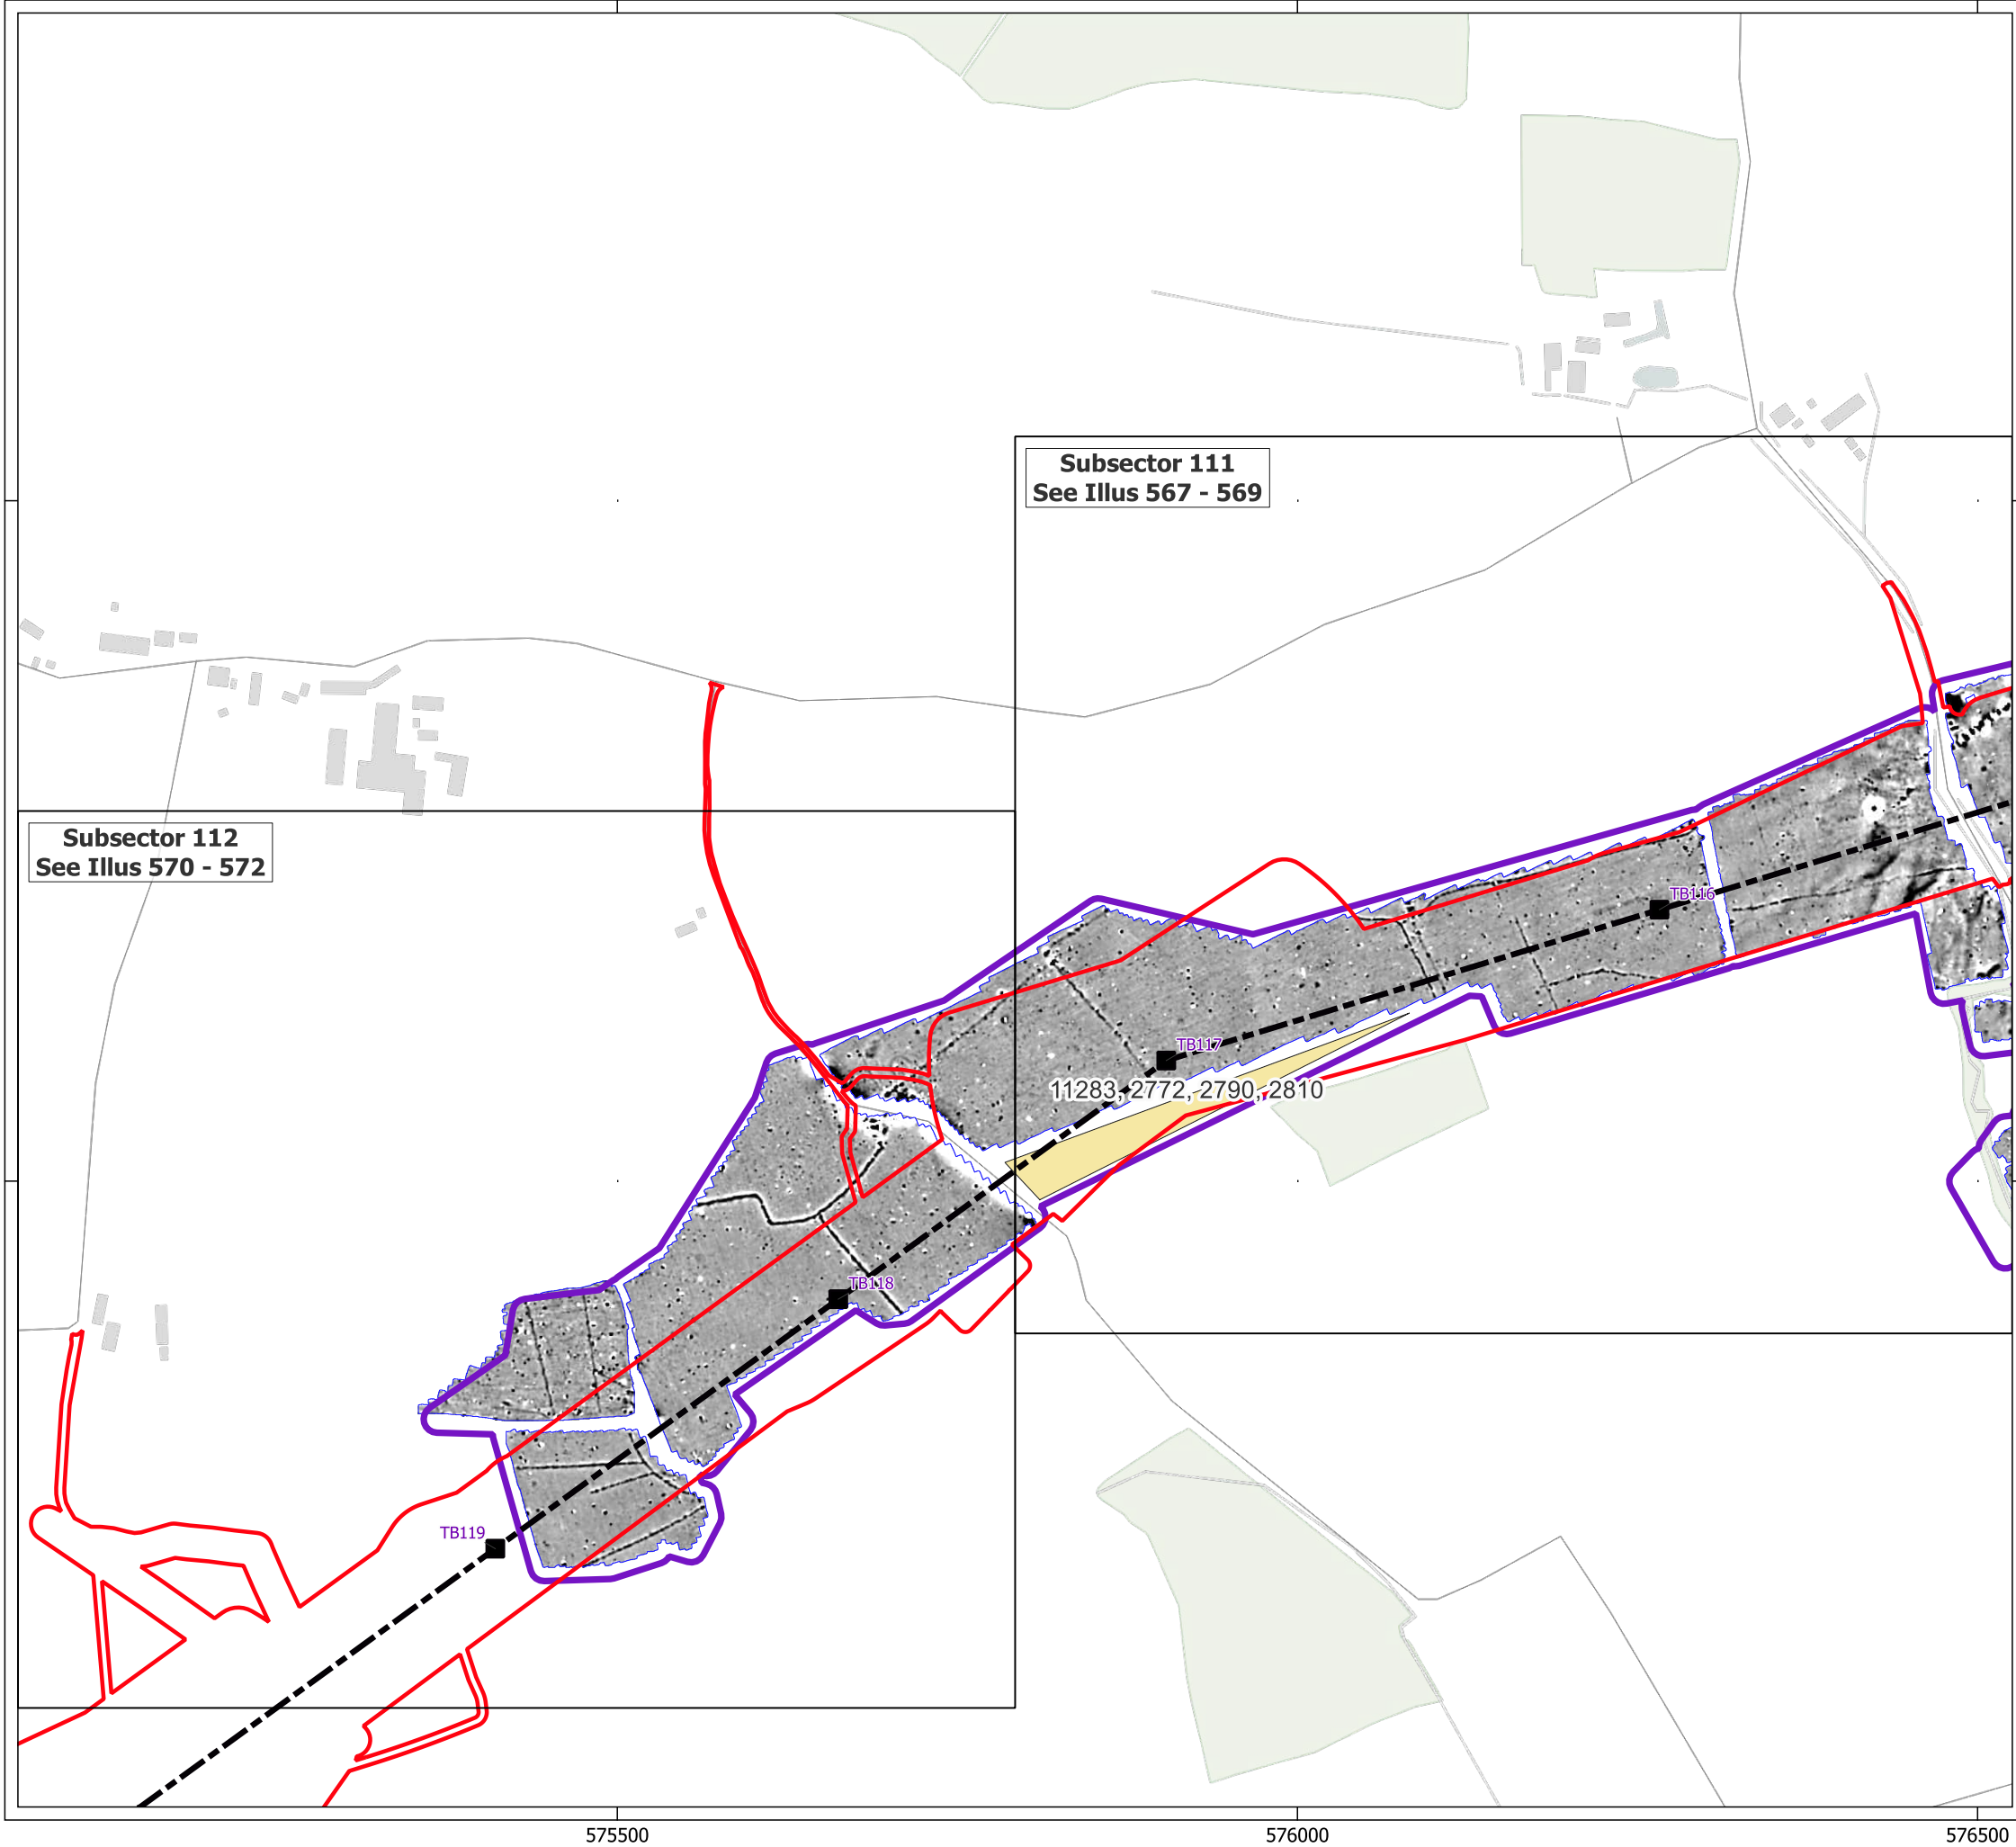 Subsector 111
See Illus 567 - 569
Subsector 112
See Illus 570 - 572
TB116
TB117
11283, 2772, 2790, 2810
TB118
TB119
575500
576000
576500